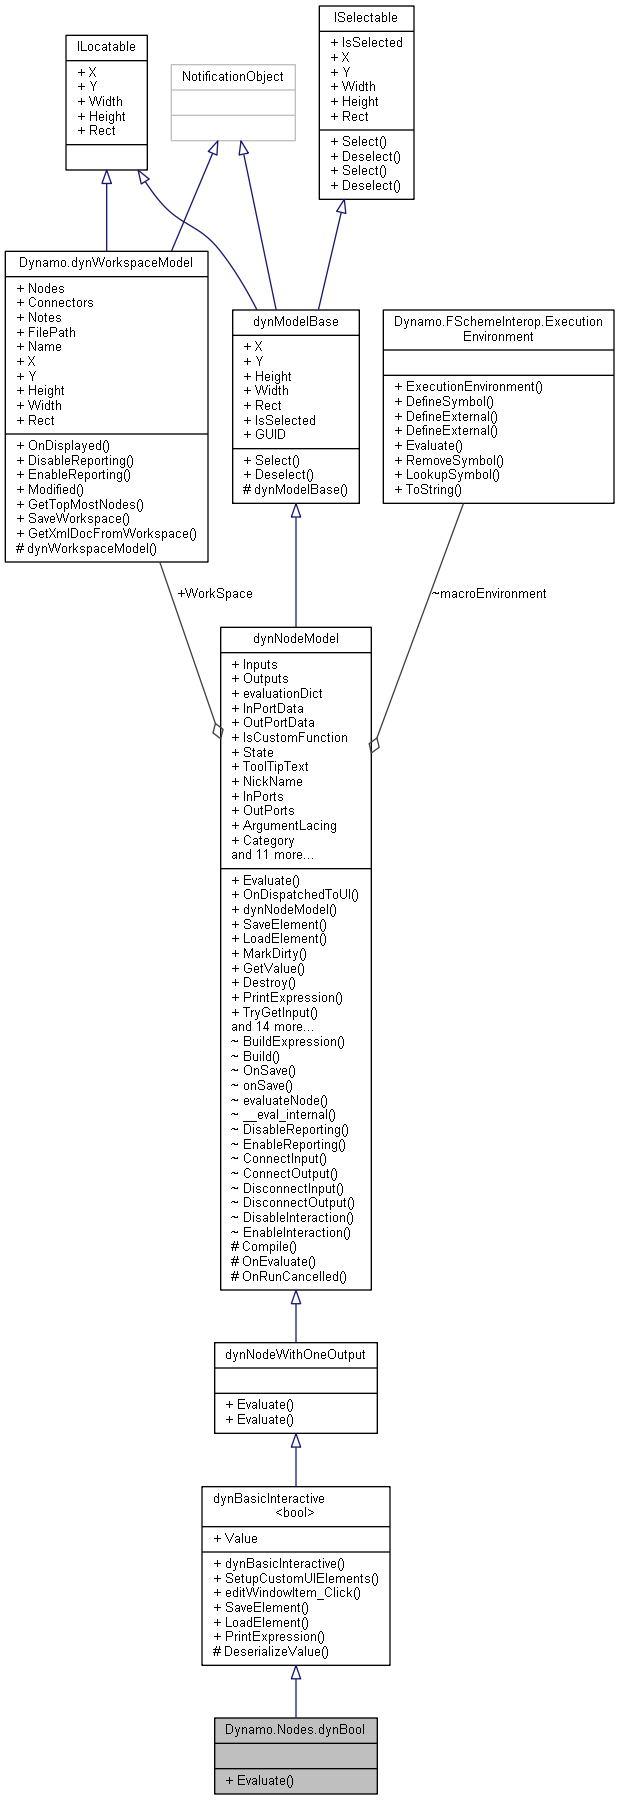 ILocatable
+ X
+ Y
+ Width
+ Height
+ Rect
NotificationObject
ISelectable
+ IsSelected
+ X
+ Y
+ Width
+ Height
+ Rect
+ Select()
+ Deselect()
+ Select()
+ Deselect()
Dynamo.dynWorkspaceModel
+ Nodes
+ Connectors
+ Notes
+ FilePath
+ Name
+ X
+ Y
+ Height
+ Width
+ Rect
+ OnDisplayed()
+ DisableReporting()
+ EnableReporting()
+ Modified()
+ GetTopMostNodes()
+ SaveWorkspace()
+ GetXmlDocFromWorkspace()
# dynWorkspaceModel()
dynModelBase
+ X
+ Y
+ Height
+ Width
+ Rect
+ IsSelected
+ GUID
+ Select()
+ Deselect()
# dynModelBase()
Dynamo.FSchemeInterop.Execution
Environment
+ ExecutionEnvironment()
+ DefineSymbol()
+ DefineExternal()
+ DefineExternal()
+ Evaluate()
+ RemoveSymbol()
+ LookupSymbol()
+ ToString()
+WorkSpace
~macroEnvironment
dynNodeModel
+ Inputs
+ Outputs
+ evaluationDict
+ InPortData
+ OutPortData
+ IsCustomFunction
+ State
+ ToolTipText
+ NickName
+ InPorts
+ OutPorts
+ ArgumentLacing
+ Category
and 11 more...
+ Evaluate()
+ OnDispatchedToUI()
+ dynNodeModel()
+ SaveElement()
+ LoadElement()
+ MarkDirty()
+ GetValue()
+ Destroy()
+ PrintExpression()
+ TryGetInput()
and 14 more...
~ BuildExpression()
~ Build()
~ OnSave()
~ onSave()
~ evaluateNode()
~ __eval_internal()
~ DisableReporting()
~ EnableReporting()
~ ConnectInput()
~ ConnectOutput()
~ DisconnectInput()
~ DisconnectOutput()
~ DisableInteraction()
~ EnableInteraction()
# Compile()
# OnEvaluate()
# OnRunCancelled()
dynNodeWithOneOutput
+ Evaluate()
+ Evaluate()
dynBasicInteractive
<bool>
+ Value
+ dynBasicInteractive()
+ SetupCustomUIElements()
+ editWindowItem_Click()
+ SaveElement()
+ LoadElement()
+ PrintExpression()
# DeserializeValue()
Dynamo.Nodes.dynBool
+ Evaluate()